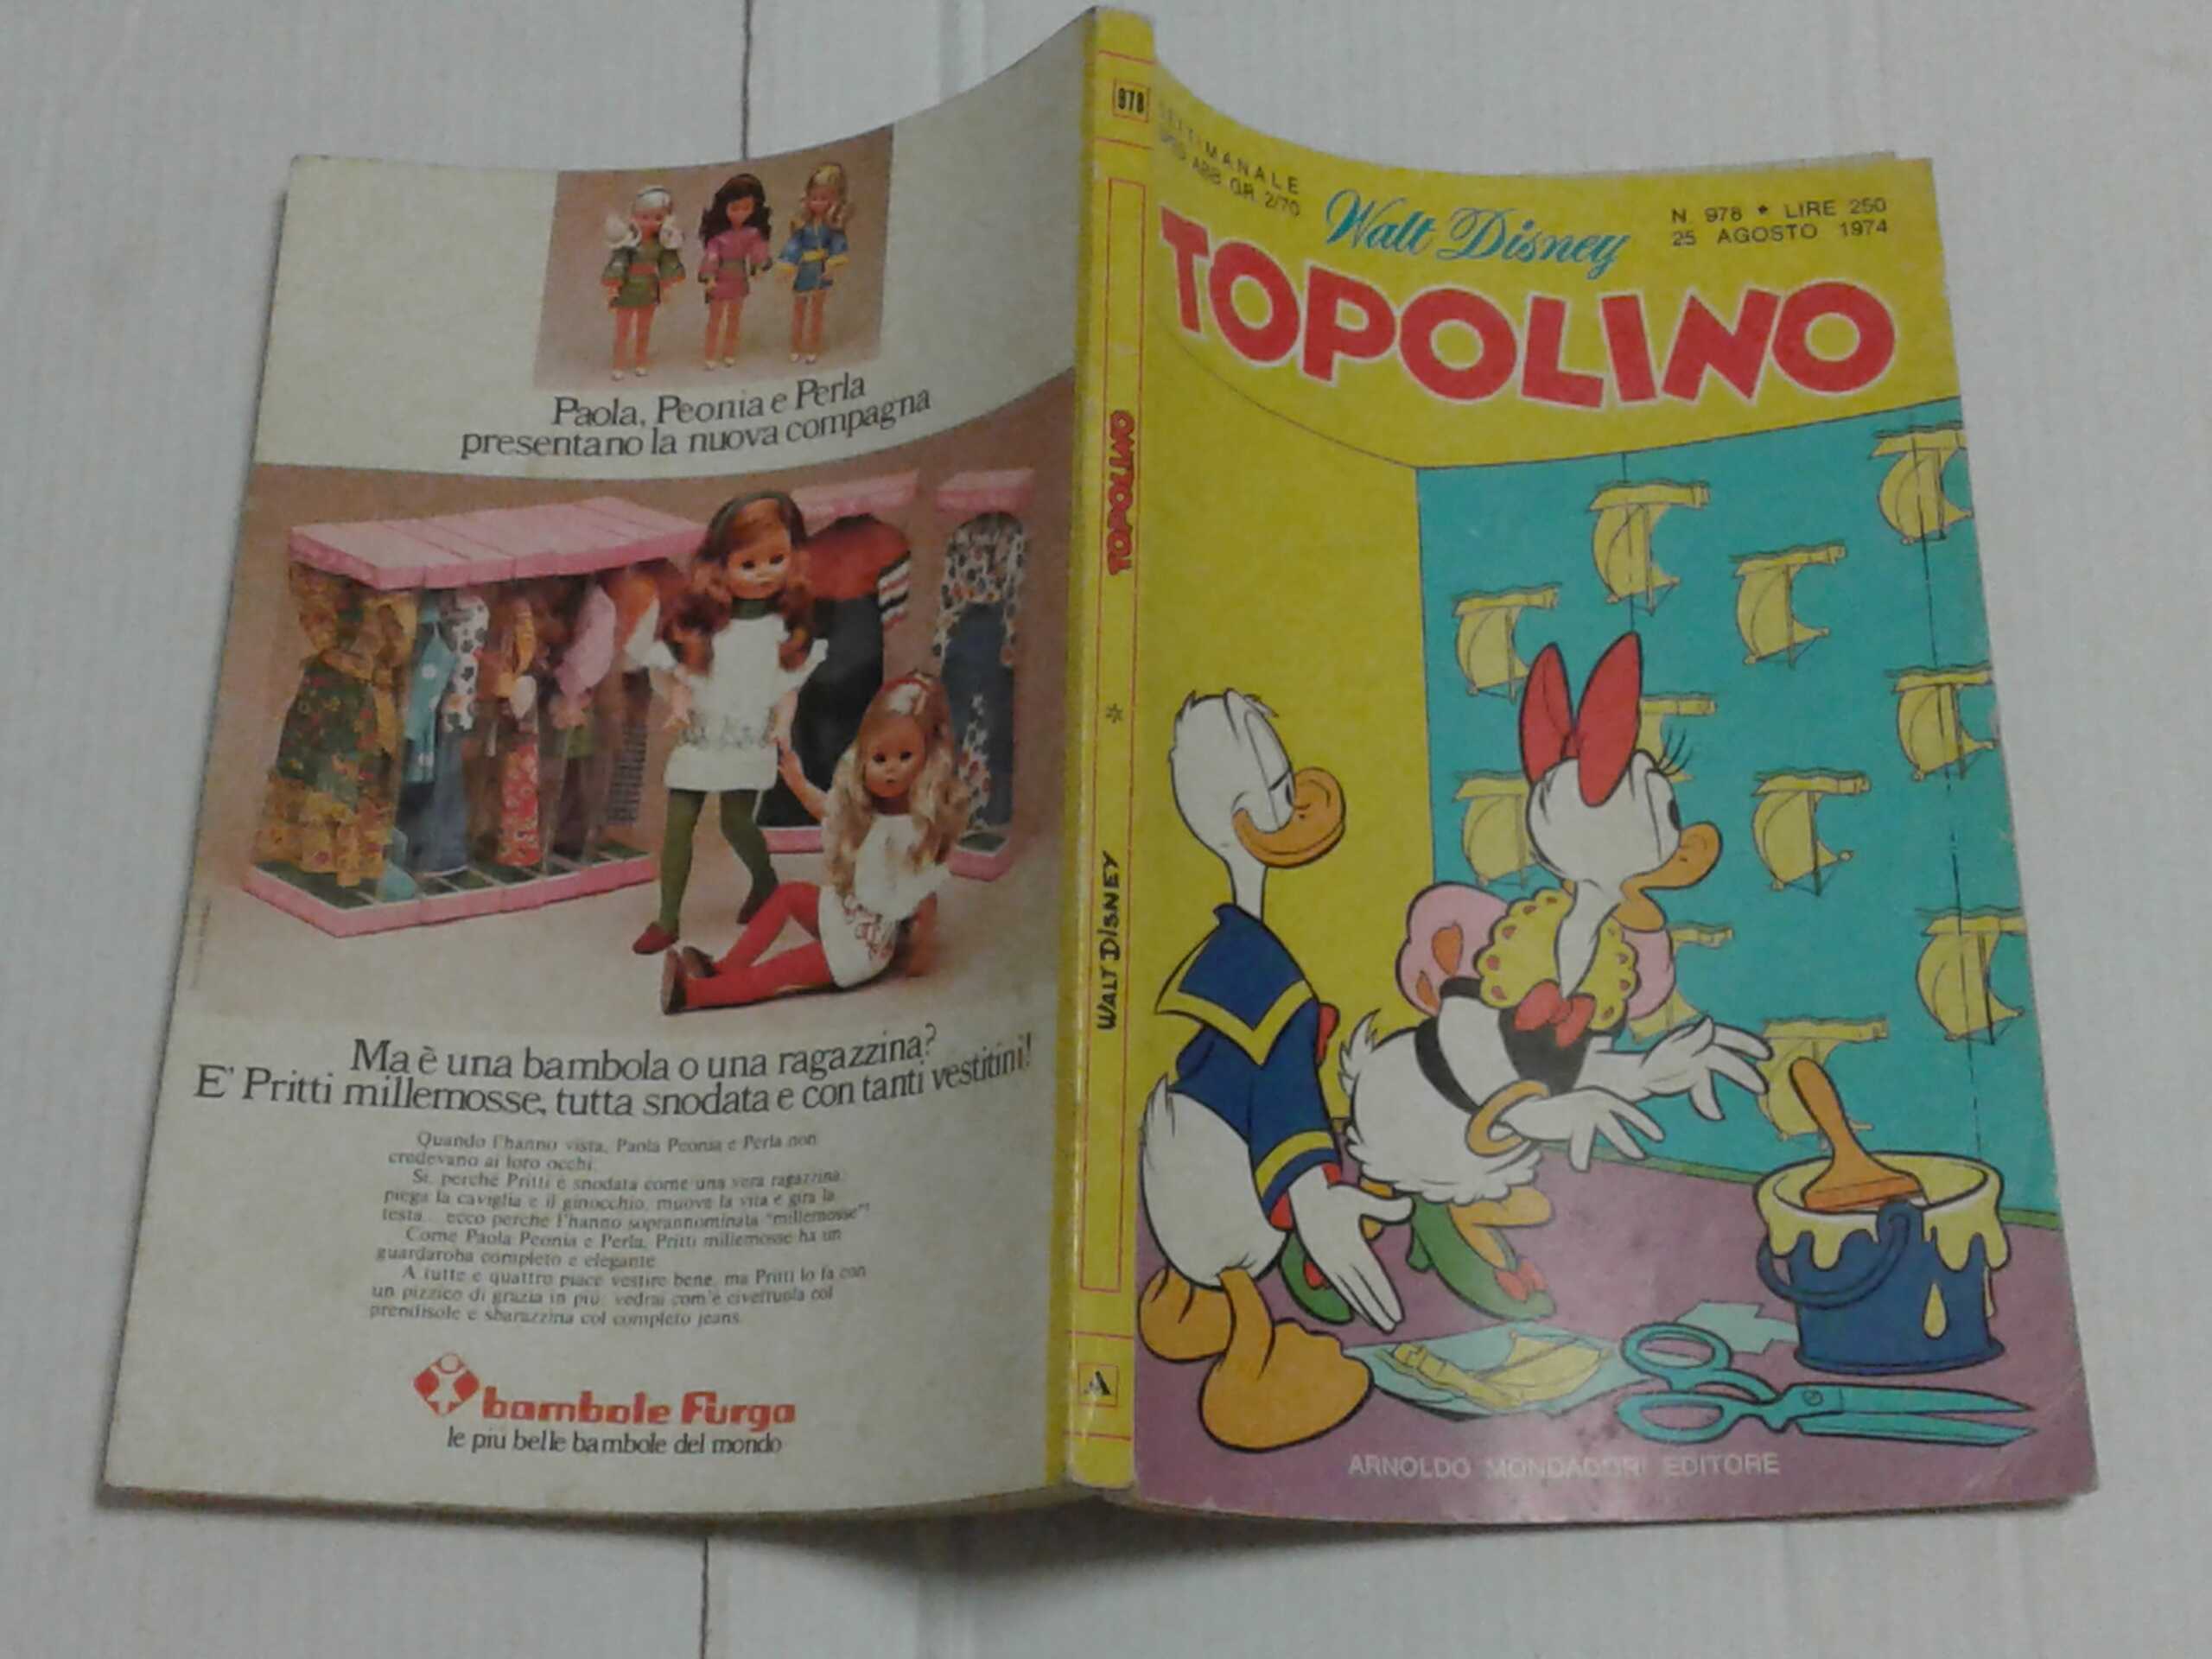 Paola, Peonia e Perla
presentano la nuova compagna
Ma è una bambola o una ragazzina?
E' Pritti millemosse, tutta snodata e con tanti vestitini!
Quando l'hanno vista, Paola Peonia e Perla non
credevano ai loro occhi.
Si, perché Pritti è snodata come una vera ragazzina:
piega la caviglia e il ginocchio, muove la vita e gira la
testa... ecco perché l'hanno soprannominata "millemosse"!
Come Paola Peonia e Perla, Pritti millemosse ha un
guardaroba completo e elegante.
A tutte e quattro piace vestire bene, ma Pritti lo fa con
un pizzico di grazia in più: vedrai com'è civettuola col
prendisole e sbarazzina col completo jeans.
bambole Furga
le più belle bambole del mondo
978
TOPOLINO
*
WALT DISNEY
SETTIMANALE
SPED. ABB. GR. 2/70
Walt Disney
N. 978 * LIRE 250
25 AGOSTO 1974
TOPOLINO
ARNOLDO MONDADORI EDITORE